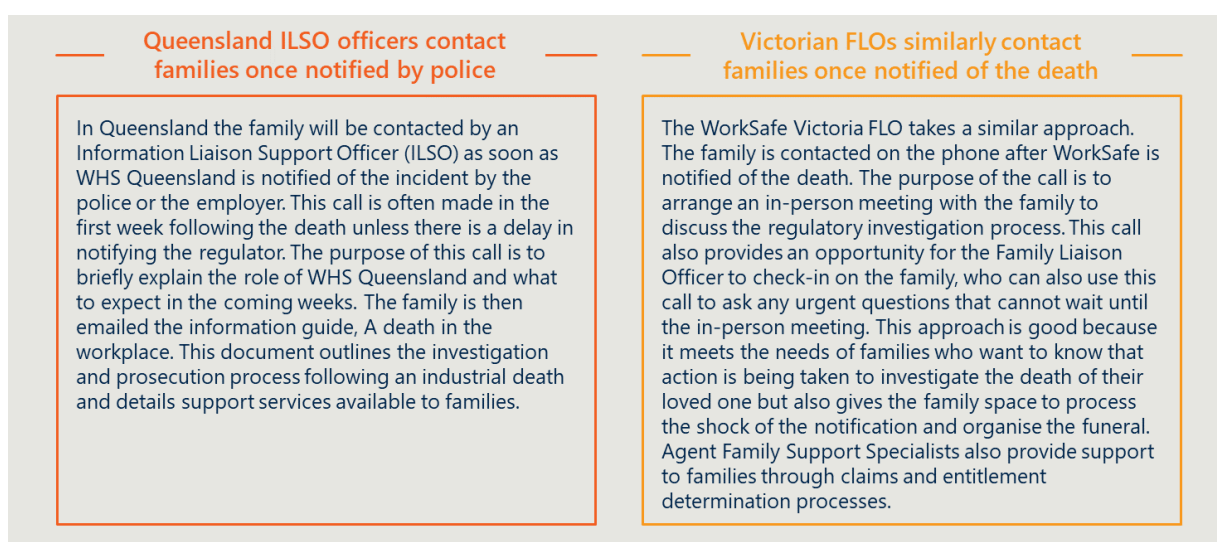 Queensland ILSO officers contact
families once notified by police
In Queensland the family will be contacted by an
Information Liaison Support Officer (ILSO) as soon as
WHS Queensland is notified of the incident by the
police or the employer. This call is often made in the
first week following the death unless there is a delay in
notifying the regulator. The purpose of this call is to
briefly explain the role of WHS Queensland and what
to expect in the coming weeks. The family is then
emailed the information guide, A death in the
workplace. This document outlines the investigation
and prosecution process following an industrial death
and details support services available to families.
Victorian FLOs similarly contact
families once notified of the death
The WorkSafe Victoria FLO takes a similar approach.
The family is contacted on the phone after WorkSafe is
notified of the death. The purpose of the call is to
arrange an in-person meeting with the family to
discuss the regulatory investigation process. This call
also provides an opportunity for the Family Liaison
Officer to check-in on the family, who can also use this
call to ask any urgent questions that cannot wait until
the in-person meeting. This approach is good because
it meets the needs of families who want to know that
action is being taken to investigate the death of their
loved one but also gives the family space to process
the shock of the notification and organise the funeral.
Agent Family Support Specialists also provide support
to families through claims and entitlement
determination processes.